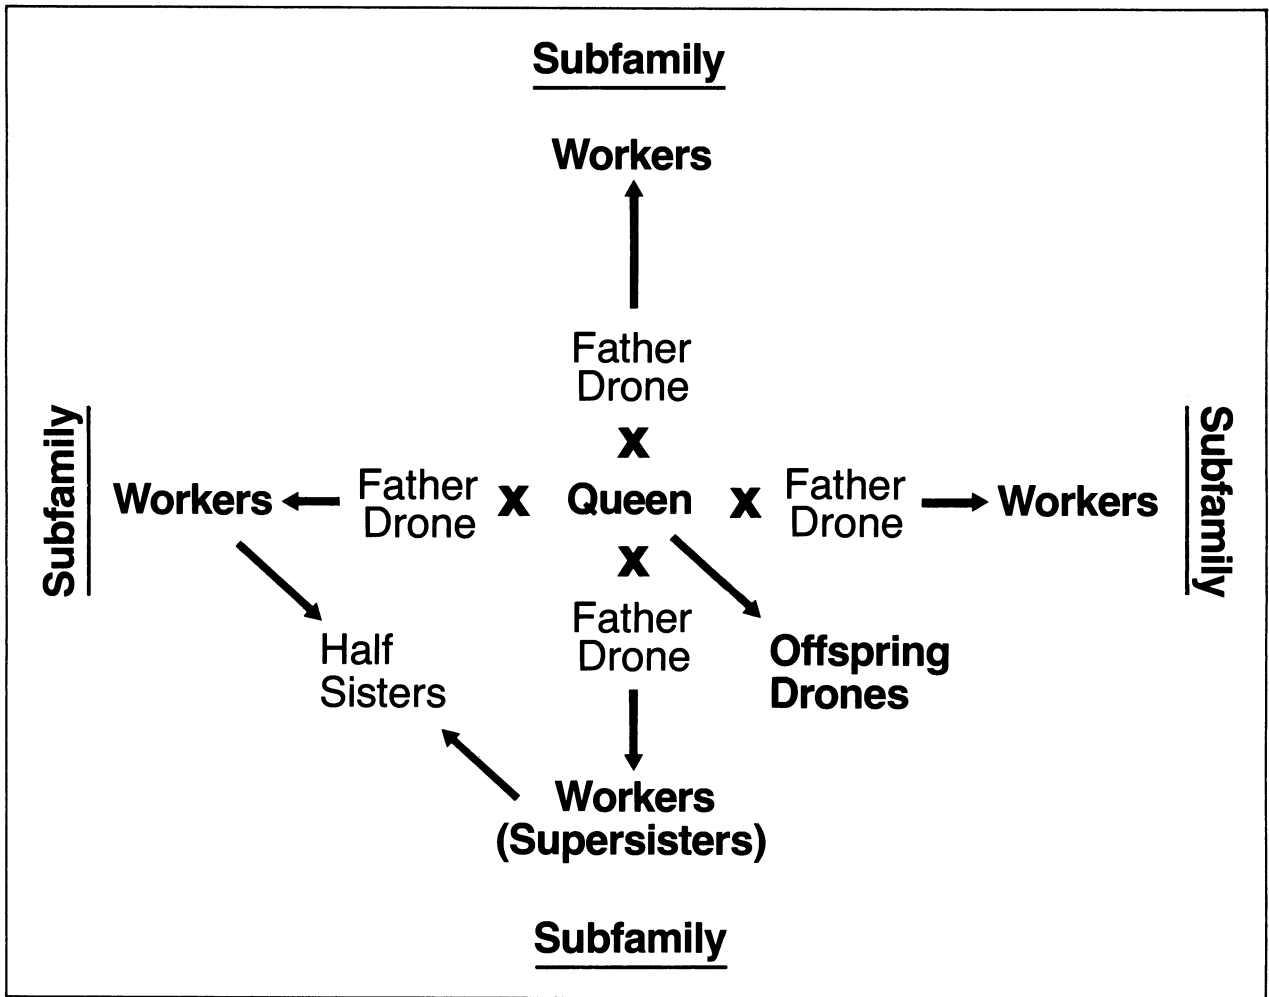 Subfamily
Workers
Father
Drone
X
Subfamily
Workers
Father
Drone
X
Queen
X
Father
Drone
Workers
Subfamily
X
Father
Drone
Half
Sisters
Offspring
Drones
Workers
(Supersisters)
Subfamily